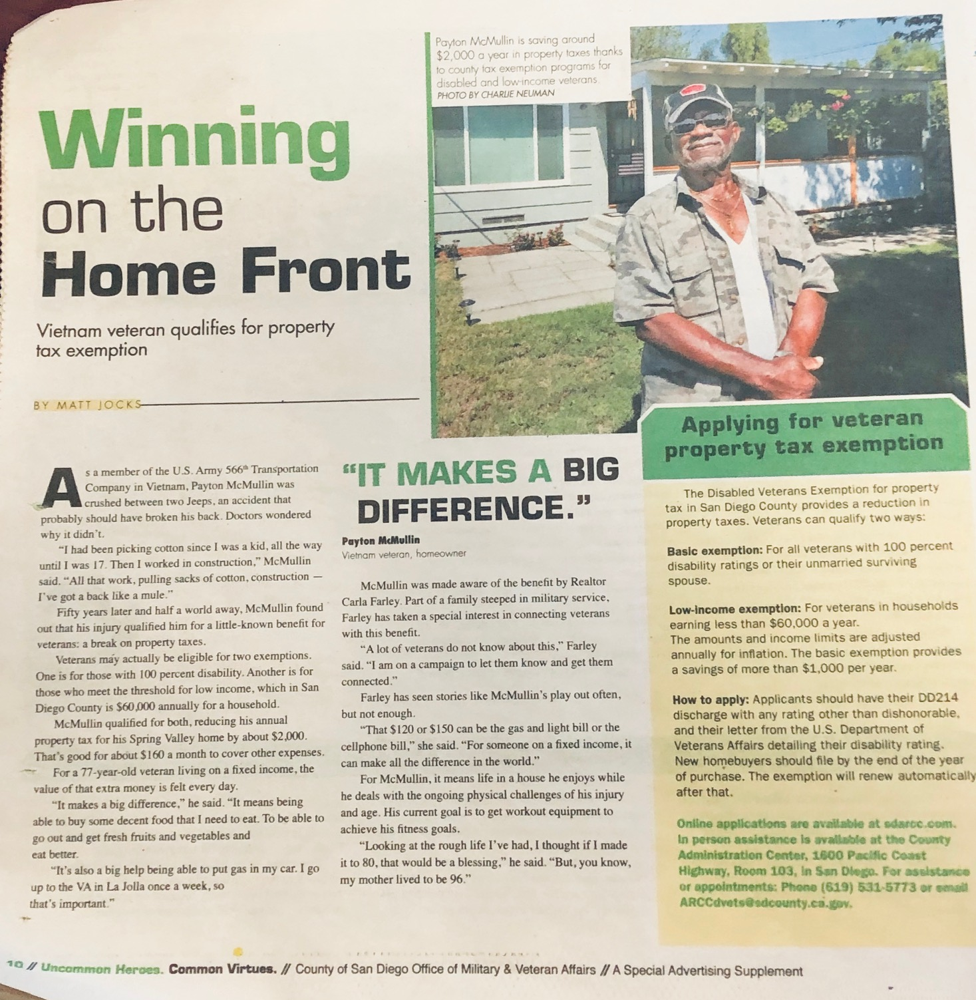 Payton McMullin is saving around
$2,000 a year in property taxes thanks
to county tax exemption programs for
disabled and low-income veterans.
PHOTO BY CHARLIE NEUMAN
Winning
on the
Home Front
Vietnam veteran qualifies for property
tax exemption
BY MATT JOCKS
As a member of the U.S. Army 566th Transportation
Company in Vietnam, Payton McMullin was
crushed between two Jeeps, an accident that
probably should have broken his back. Doctors wondered
why it didn't.
"I had been picking cotton since I was a kid, all the way
until I was 17. Then I worked in construction," McMullin
said. "All that work, pulling sacks of cotton, construction —
I've got a back like a mule."
Fifty years later and half a world away, McMullin found
out that his injury qualified him for a little-known benefit for
veterans: a break on property taxes.
Veterans may actually be eligible for two exemptions.
One is for those with 100 percent disability. Another is for
those who meet the threshold for low income, which in San
Diego County is $60,000 annually for a household.
McMullin qualified for both, reducing his annual
property tax for his Spring Valley home by about $2,000.
That's good for about $160 a month to cover other expenses.
For a 77-year-old veteran living on a fixed income, the
value of that extra money is felt every day.
"It makes a big difference," he said. "It means being
able to buy some decent food that I need to eat. To be able to
go out and get fresh fruits and vegetables and
eat better.
"It's also a big help being able to put gas in my car. I go
up to the VA in La Jolla once a week, so
that's important."
"IT MAKES A BIG
DIFFERENCE."
Payton McMullin
Vietnam veteran, homeowner
McMullin was made aware of the benefit by Realtor
Carla Farley. Part of a family steeped in military service,
Farley has taken a special interest in connecting veterans
with this benefit.
"A lot of veterans do not know about this," Farley
said. "I am on a campaign to let them know and get them
connected."
Farley has seen stories like McMullin's play out often,
but not enough.
"That $120 or $150 can be the gas and light bill or the
cellphone bill," she said. "For someone on a fixed income, it
can make all the difference in the world."
For McMullin, it means life in a house he enjoys while
he deals with the ongoing physical challenges of his injury
and age. His current goal is to get workout equipment to
achieve his fitness goals.
"Looking at the rough life I've had, I thought if I made
it to 80, that would be a blessing," he said. "But, you know,
my mother lived to be 96."
Applying for veteran
property tax exemption
The Disabled Veterans Exemption for property
tax in San Diego County provides a reduction in
property taxes. Veterans can qualify two ways:
Basic exemption: For all veterans with 100 percent
disability ratings or their unmarried surviving
spouse.
Low-income exemption: For veterans in households
earning less than $60,000 a year.
The amounts and income limits are adjusted
annually for inflation. The basic exemption provides
a savings of more than $1,000 per year.
How to apply: Applicants should have their DD214
discharge with any rating other than dishonorable,
and their letter from the U.S. Department of
Veterans Affairs detailing their disability rating.
New homebuyers should file by the end of the year
of purchase. The exemption will renew automatically
after that.
Online applications are available at sdarcc.com.
In person assistance is available at the County
Administration Center, 1600 Pacific Coast
Highway, Room 103, in San Diego. For assistance
or appointments: Phone (619) 531-5773 or email
ARCCdvets@sdcounty.ca.gov.
10 // Uncommon Heroes. Common Virtues. // County of San Diego Office of Military & Veteran Affairs // A Special Advertising Supplement